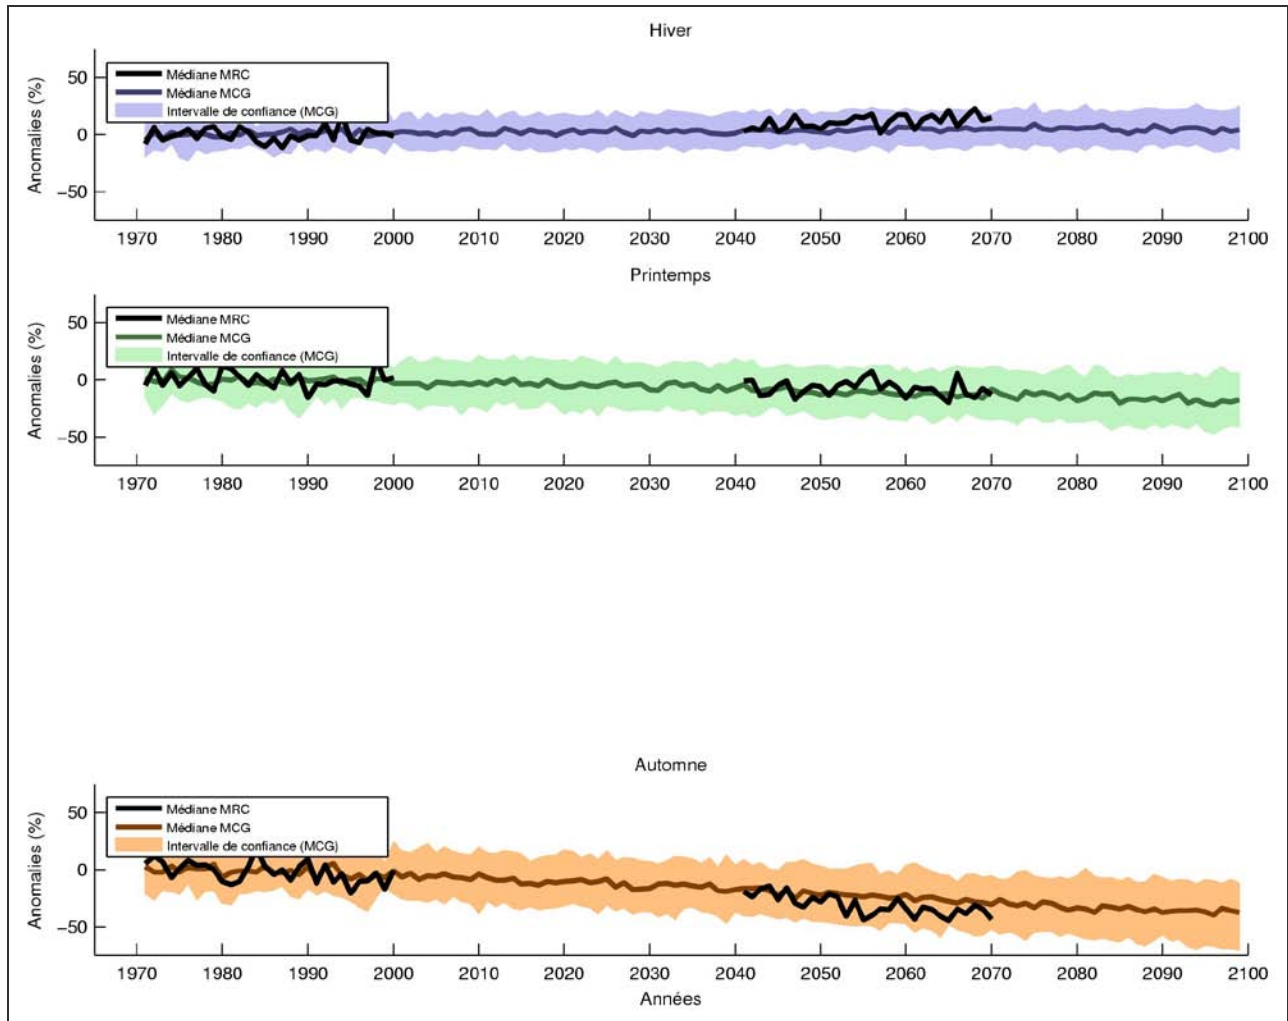 Hiver
Anomalies (%)
50
0
−50
Médiane MRC
Médiane MCG
Intervalle de confiance (MCG)
1970 1980 1990 2000 2010 2020 2030 2040 2050 2060 2070 2080 2090 2100
Printemps
Anomalies (%)
50
0
−50
Médiane MRC
Médiane MCG
Intervalle de confiance (MCG)
1970 1980 1990 2000 2010 2020 2030 2040 2050 2060 2070 2080 2090 2100
Automne
Anomalies (%)
50
0
−50
Médiane MRC
Médiane MCG
Intervalle de confiance (MCG)
1970 1980 1990 2000 2010 2020 2030 2040 2050 2060 2070 2080 2090 2100
Années